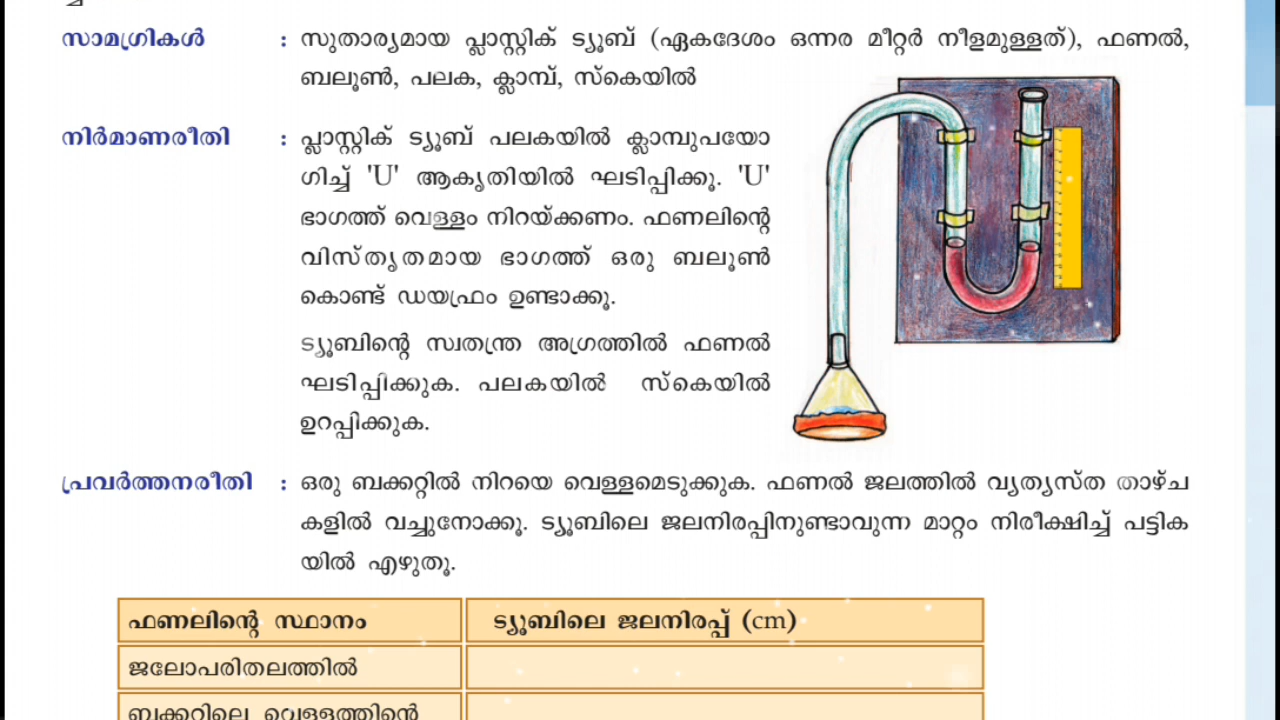 സാമഗ്രികൾ : സുതാര്യമായ പ്ലാസ്റ്റിക് ട്യൂബ് (ഏകദേശം ഒന്നര മീറ്റർ നീളമുള്ളത്), ഫണൽ,
ബലൂൺ, പലക, ക്ലാമ്പ്, സ്കെയിൽ
നിർമാണരീതി : പ്ലാസ്റ്റിക് ട്യൂബ് പലകയിൽ ക്ലാമ്പുപയോ
ഗിച്ച് 'U' ആകൃതിയിൽ ഘടിപ്പിക്കൂ. 'U'
ഭാഗത്ത് വെള്ളം നിറയ്ക്കണം. ഫണലിന്റെ
വിസ്തൃതമായ ഭാഗത്ത് ഒരു ബലൂൺ
കൊണ്ട് ഡയഫ്രം ഉണ്ടാക്കൂ.
ട്യൂബിന്റെ സ്വതന്ത്ര അഗ്രത്തിൽ ഫണൽ
ഘടിപ്പിക്കുക. പലകയിൽ സ്കെയിൽ
ഉറപ്പിക്കുക.
പ്രവർത്തനരീതി : ഒരു ബക്കറ്റിൽ നിറയെ വെള്ളമെടുക്കുക. ഫണൽ ജലത്തിൽ വ്യത്യസ്ത താഴ്ച
കളിൽ വച്ചുനോക്കൂ. ട്യൂബിലെ ജലനിരപ്പിനുണ്ടാവുന്ന മാറ്റം നിരീക്ഷിച്ച് പട്ടിക
യിൽ എഴുതൂ.
ഫണലിന്റെ സ്ഥാനം ട്യൂബിലെ ജലനിരപ്പ് (cm)
ജലോപരിതലത്തിൽ
ബക്കറ്റിലെ വെള്ളത്തിന്റെ